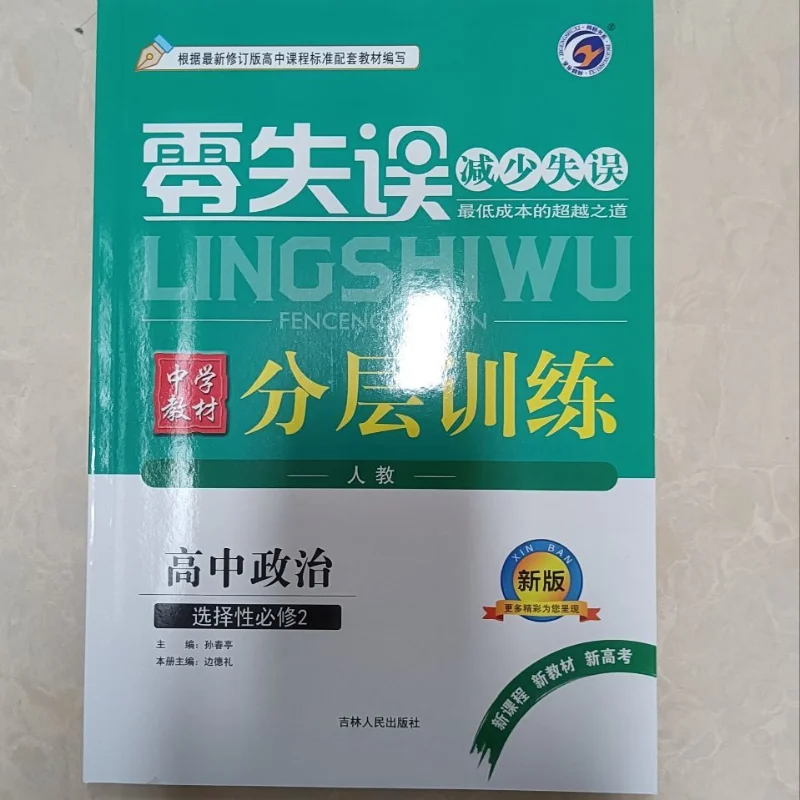 根据最新修订版高中课程标准配套教材编写
零失误
减少失误
最低成本的超越之道
LINGSHIWU
中学教材
分层训练
人教
高中政治
选择性必修2
主 编：孙春亭
本册主编：边德礼
XIN BAN
新版
更多精彩为您呈现
新课程 新教材 新高考
吉林人民出版社